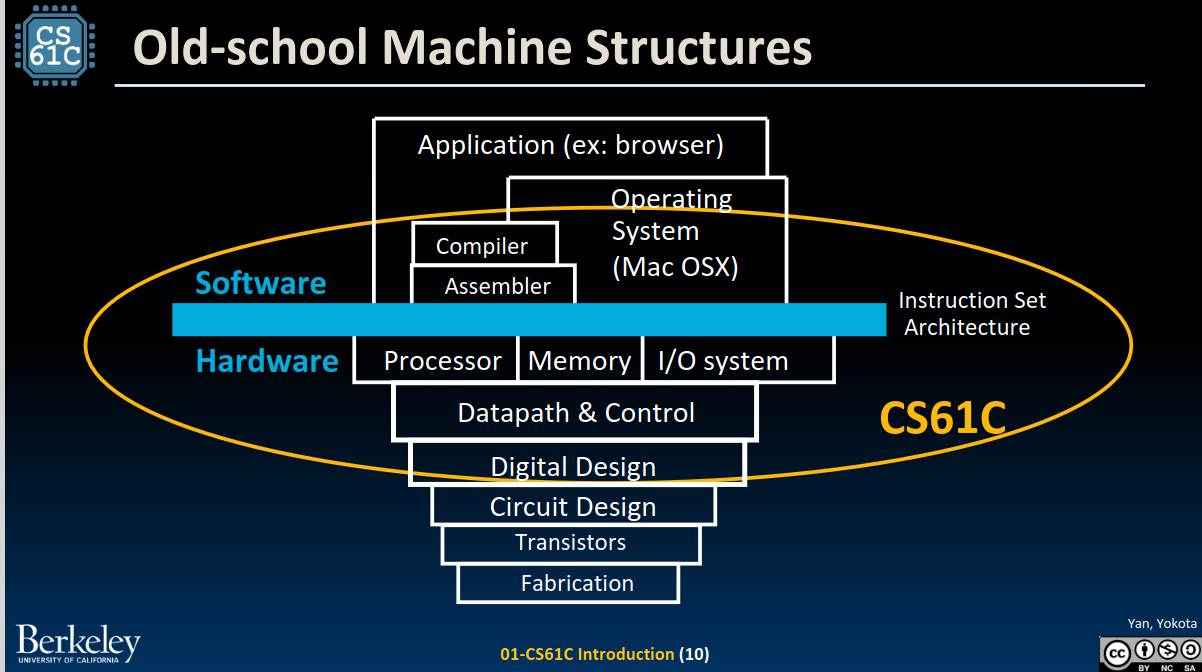 CS
61C
Old-school Machine Structures
Application (ex: browser)
Operating
System
(Mac OSX)
Compiler
Assembler
Software
Instruction Set
Architecture
Hardware
Processor
Memory
I/O system
Datapath & Control
CS61C
Digital Design
Circuit Design
Transistors
Fabrication
Berkeley
UNIVERSITY OF CALIFORNIA
01-CS61C Introduction (10)
Yan, Yokota
cc
BY NC SA